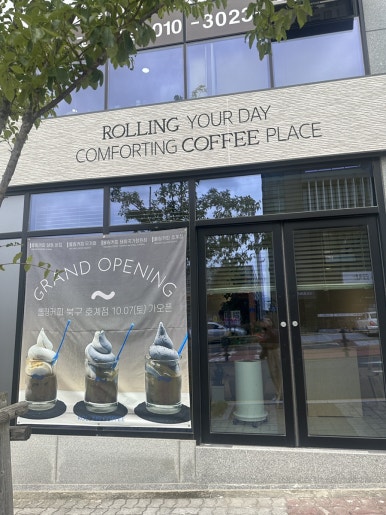 010-302
ROLLING YOUR DAY
COMFORTING COFFEE PLACE
GRAND OPENING
롤링커피 북구 호계점 10.07(토) 가오픈